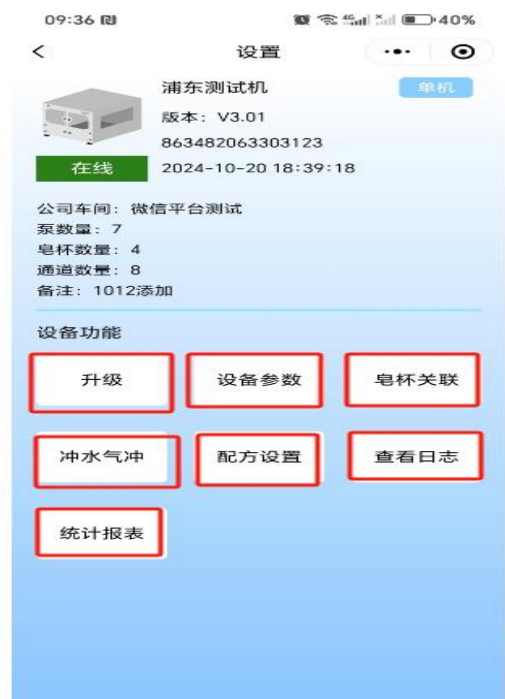 09:36
4G 40%
设置
浦东测试机 单机
版本：V3.01
863482063303123
在线 2024-10-20 18:39:18
公司车间：微信平台测试
泵数量：7
皂杯数量：4
通道数量：8
备注：1012添加
设备功能
升级 设备参数 皂杯关联
冲水气冲 配方设置 查看日志
统计报表